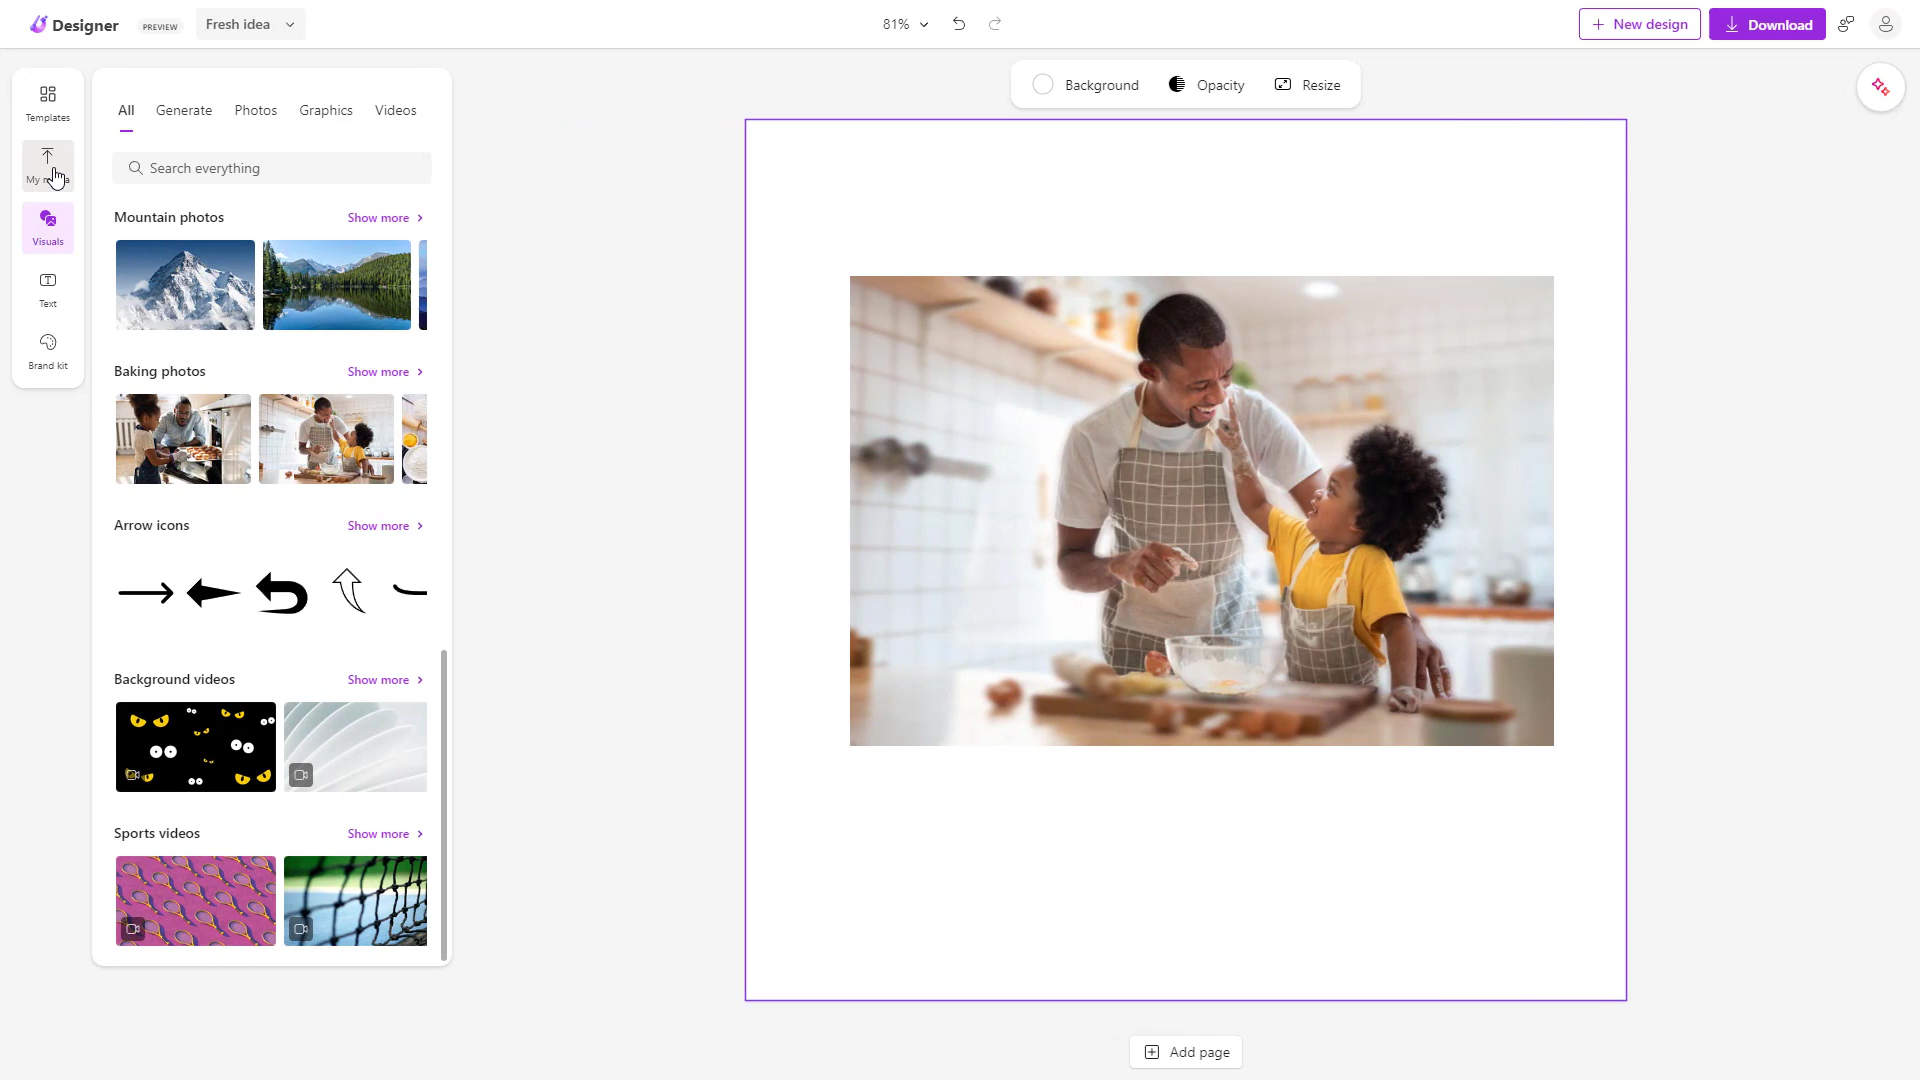 Designer PREVIEW Fresh idea 81% New design Download
Templates
My
Visuals
Text
Brand kit
All Generate Photos Graphics Videos
Search everything
Mountain photos Show more
Baking photos Show more
Arrow icons Show more
Background videos Show more
Sports videos Show more
Background Opacity Resize
Add page